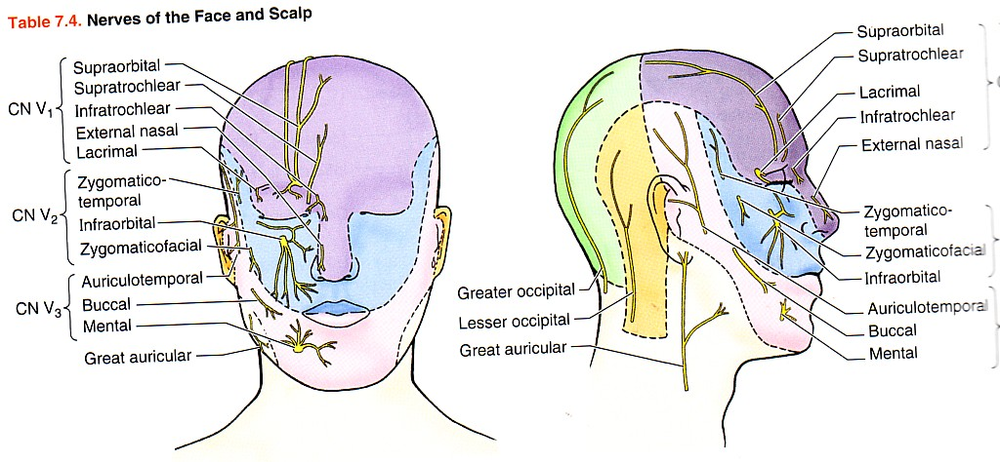 Table 7.4. Nerves of the Face and Scalp
CN V1
Supraorbital
Supratrochlear
Infratrochlear
External nasal
Lacrimal
CN V2
Zygomatico-
temporal
Infraorbital
Zygomaticofacial
CN V3
Auriculotemporal
Buccal
Mental
Great auricular
Greater occipital
Lesser occipital
Great auricular
Supraorbital
Supratrochlear
Lacrimal
Infratrochlear
External nasal
Zygomatico-
temporal
Zygomaticofacial
Infraorbital
Auriculotemporal
Buccal
Mental